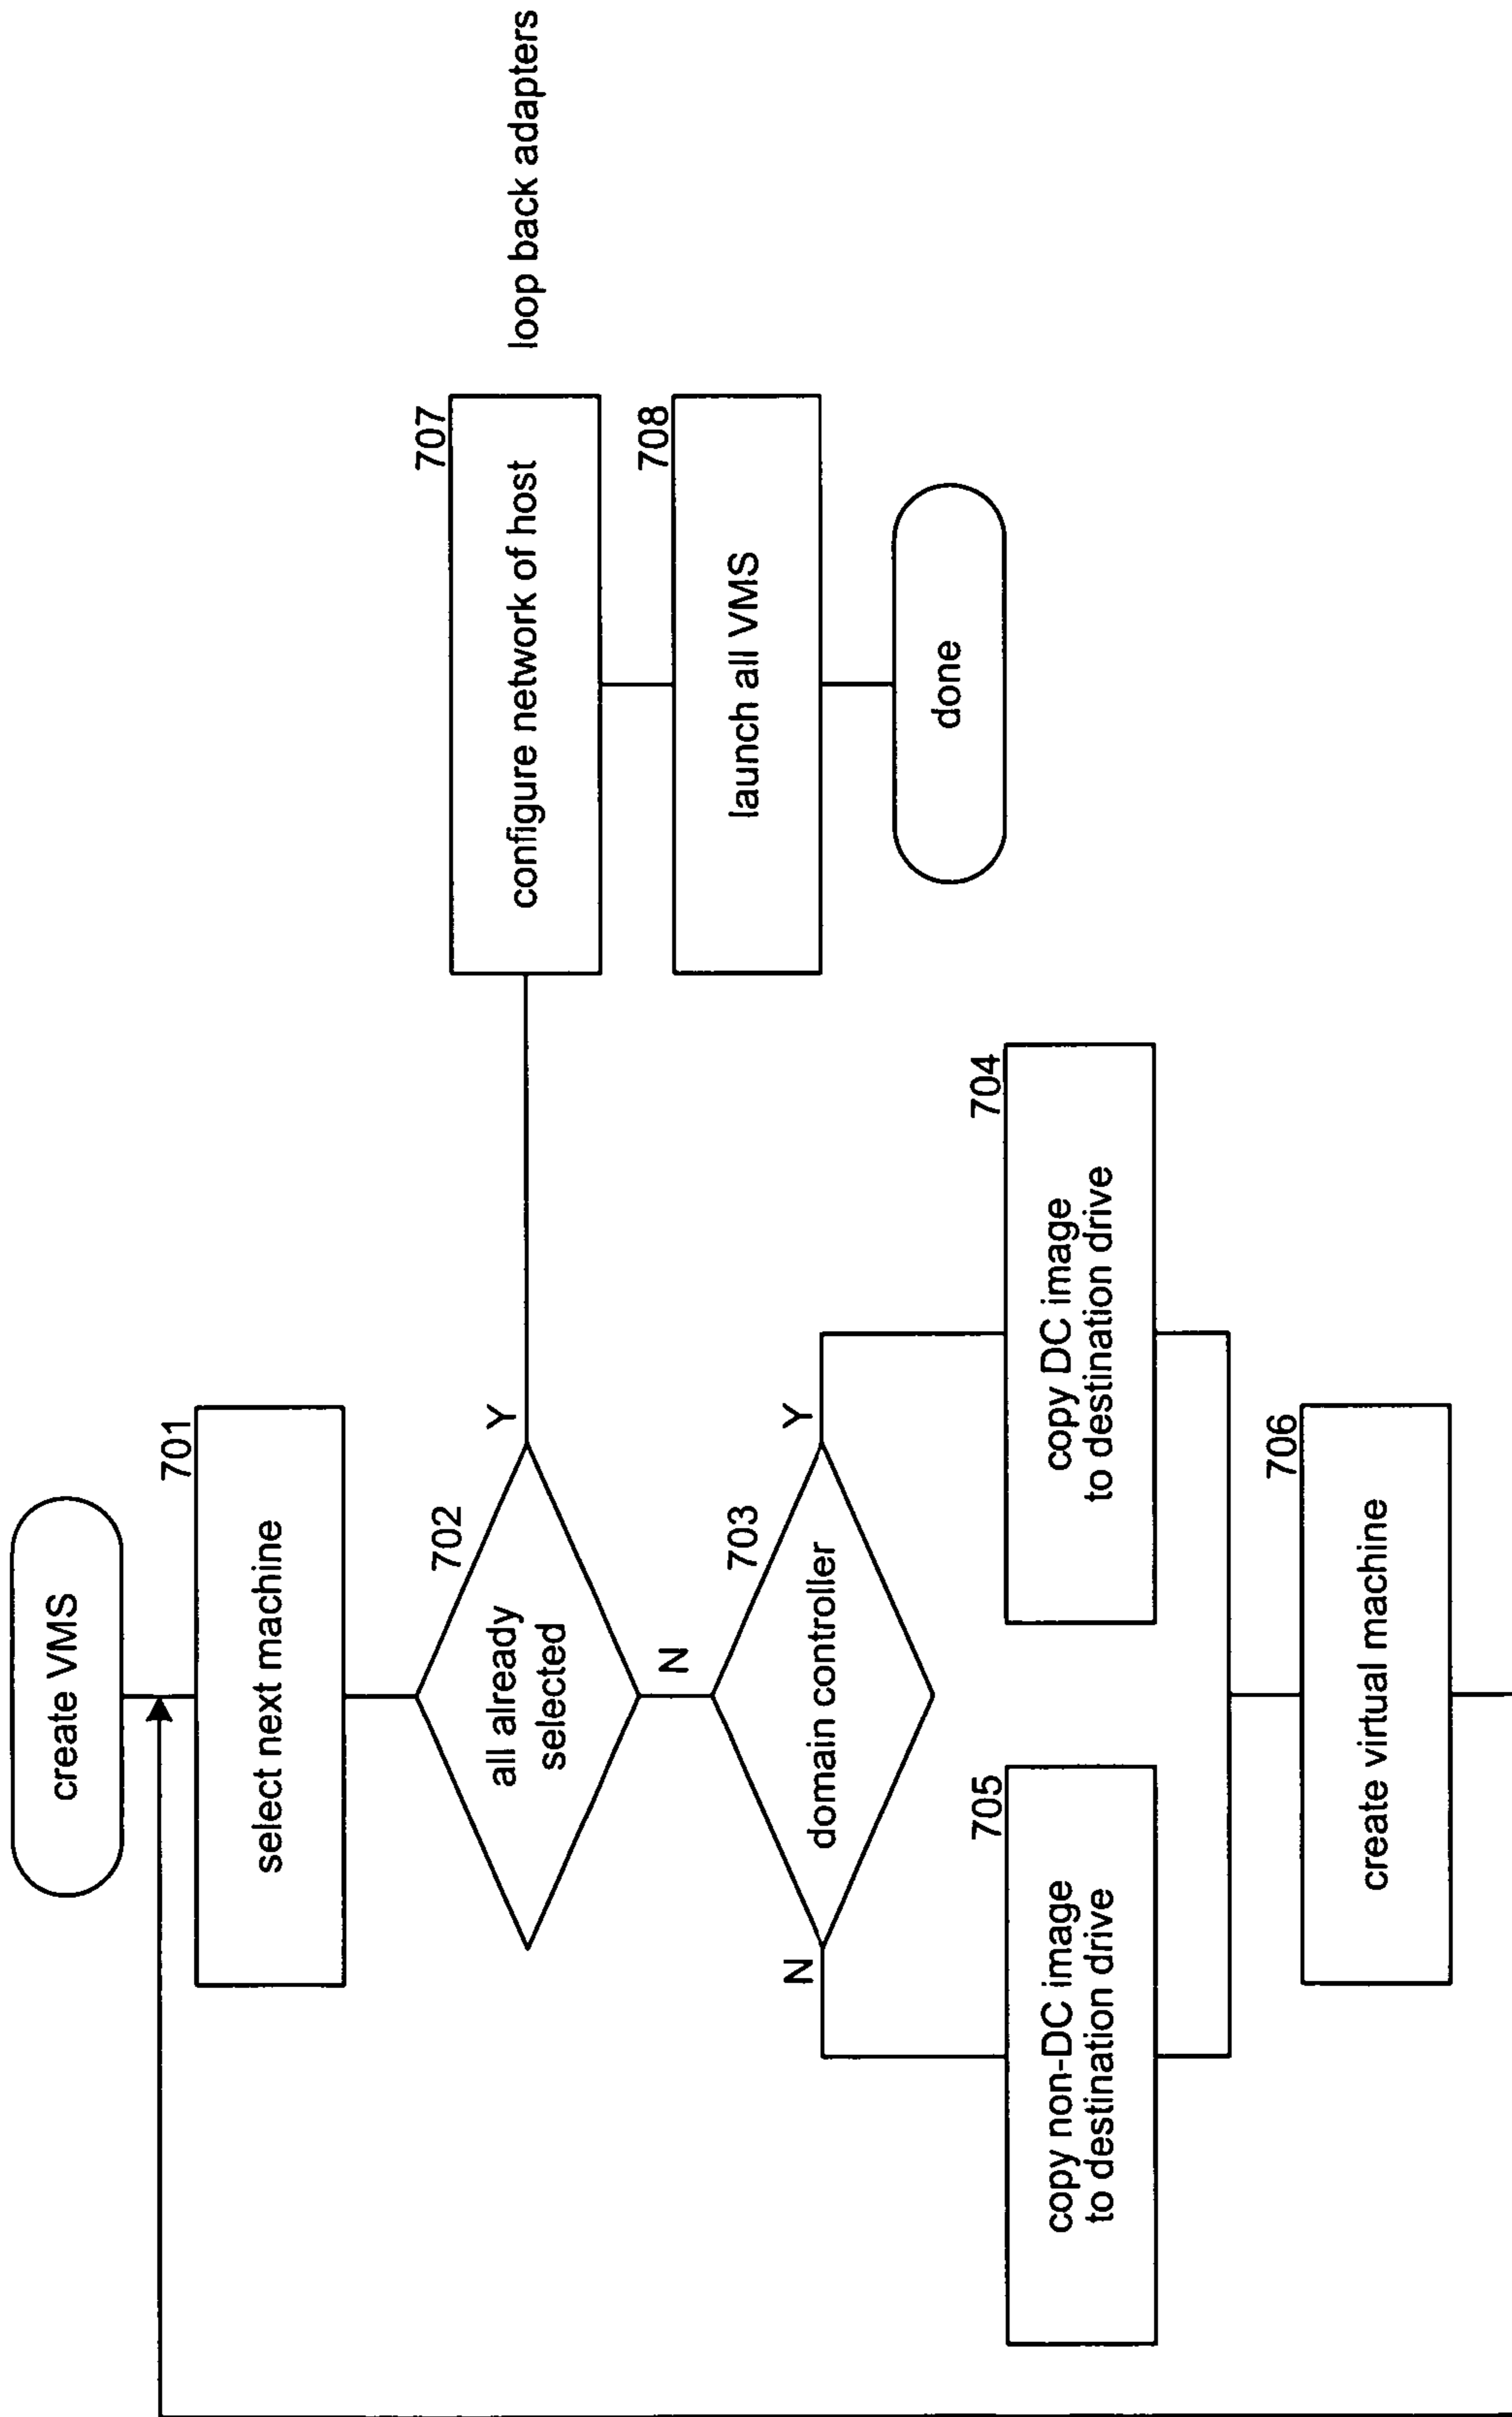 create VMS
701
select next machine
702
all already
selected
Y
N
707
configure network of host
loop back adapters
708
launch all VMS
done
703
domain controller
N
Y
705
copy non-DC image
to destination drive
704
copy DC image
to destination drive
706
create virtual machine